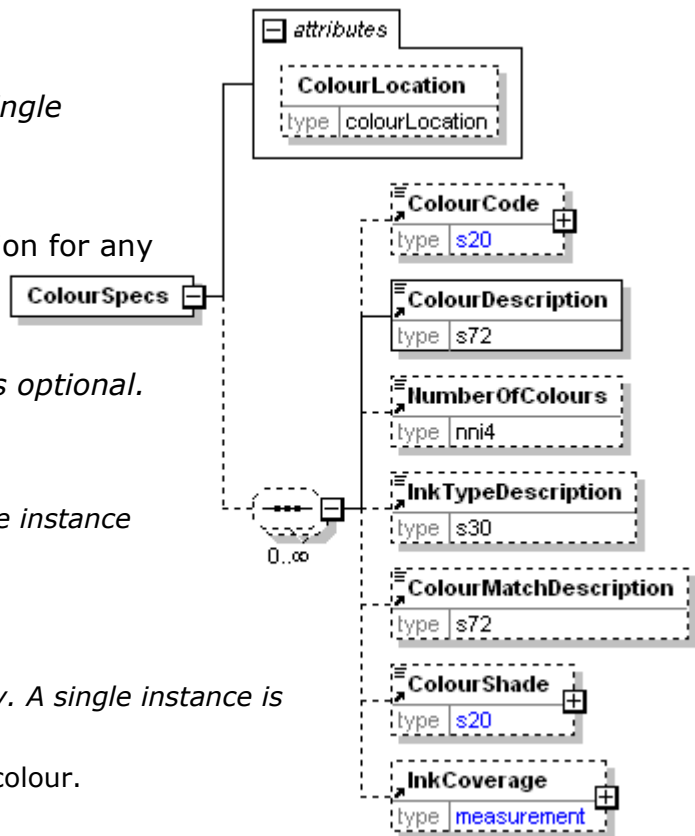 attributes
ColourLocation
type colourLocation
ngle
on for any
ColourSpecs
s optional.
e instance
0..∞
y. A single instance is
colour.
ColourCode
type s20
ColourDescription
type s72
NumberOfColours
type nni4
InkTypeDescription
type s30
ColourMatchDescription
type s72
ColourShade
type s20
InkCoverage
type measurement